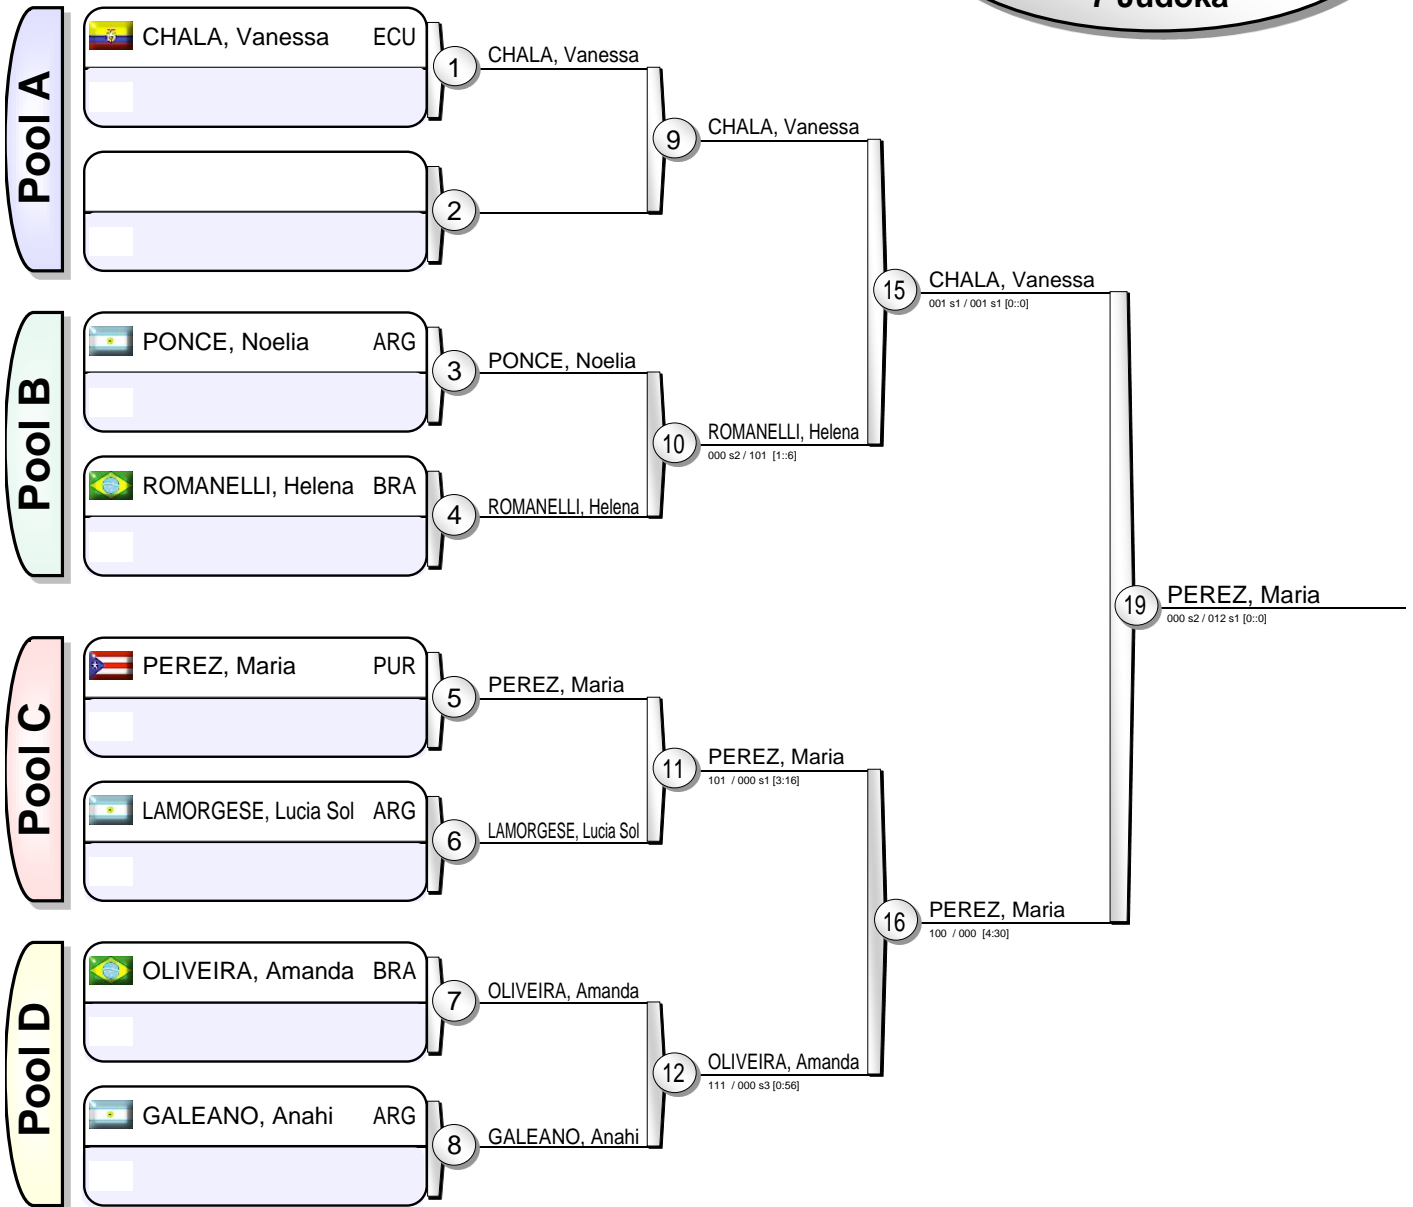 7 Judoka
Pool A
CHALA, Vanessa ECU
1
CHALA, Vanessa
2
9
CHALA, Vanessa
Pool B
PONCE, Noelia ARG
3
PONCE, Noelia
ROMANELLI, Helena BRA
4
ROMANELLI, Helena
10
ROMANELLI, Helena
000 s2 / 101 [1::6]
15
CHALA, Vanessa
001 s1 / 001 s1 [0::0]
Pool C
PEREZ, Maria PUR
5
PEREZ, Maria
LAMORGESE, Lucia Sol ARG
6
LAMORGESE, Lucia Sol
11
PEREZ, Maria
101 / 000 s1 [3:16]
Pool D
OLIVEIRA, Amanda BRA
7
OLIVEIRA, Amanda
GALEANO, Anahi ARG
8
GALEANO, Anahi
12
OLIVEIRA, Amanda
111 / 000 s3 [0:56]
16
PEREZ, Maria
100 / 000 [4:30]
19
PEREZ, Maria
000 s2 / 012 s1 [0::0]